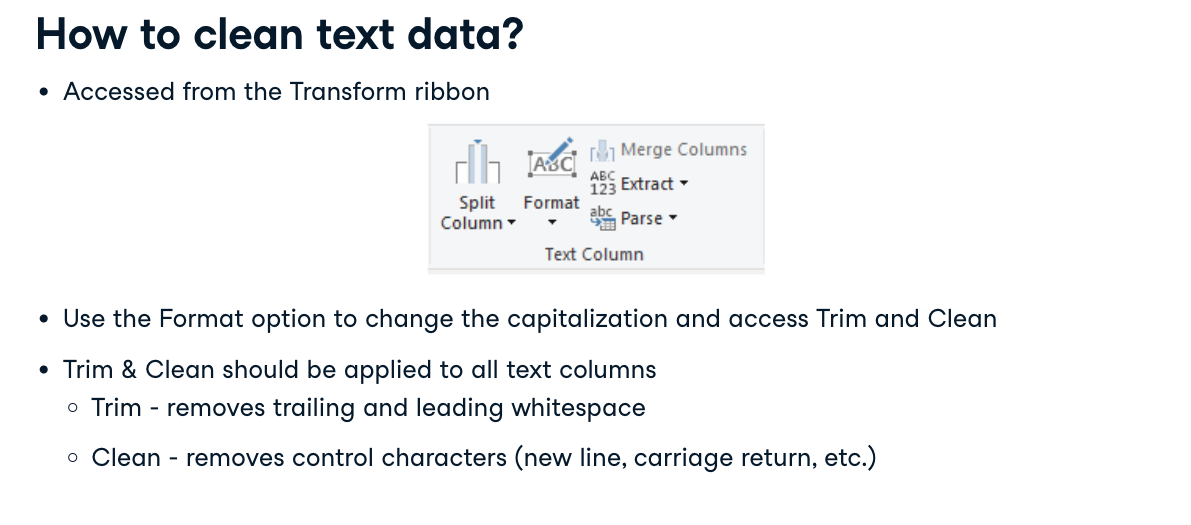 How to clean text data?
• Accessed from the Transform ribbon
Split
Column
Format
ABC
Merge Columns
ABC
123
Extract
abc
Parse
Text Column
• Use the Format option to change the capitalization and access Trim and Clean
• Trim & Clean should be applied to all text columns
○ Trim - removes trailing and leading whitespace
○ Clean - removes control characters (new line, carriage return, etc.)